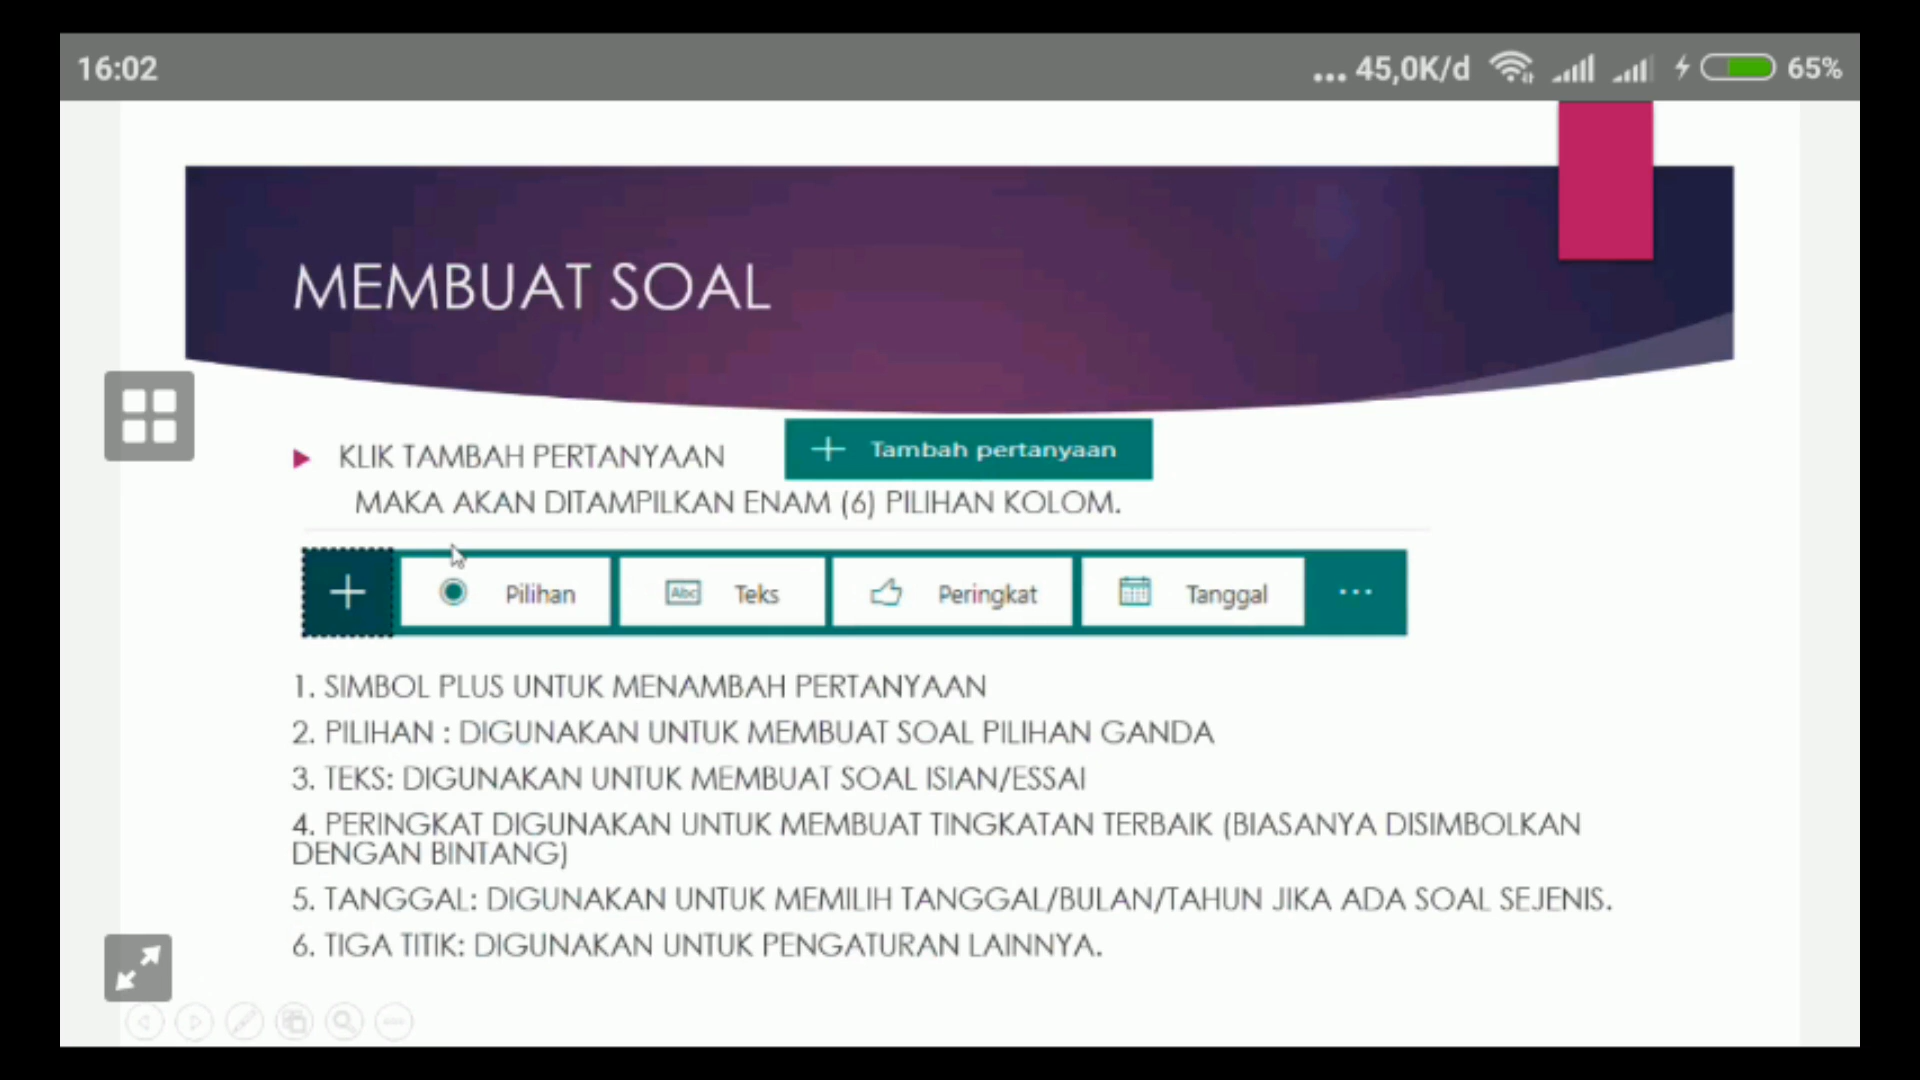 16:02
... 45,0K/d 65%
MEMBUAT SOAL
KLIK TAMBAH PERTANYAAN
+ Tambah pertanyaan
MAKA AKAN DITAMPILKAN ENAM (6) PILIHAN KOLOM.
+ Pilihan Abc Teks Peringkat Tanggal ...
1. SIMBOL PLUS UNTUK MENAMBAH PERTANYAAN
2. PILIHAN : DIGUNAKAN UNTUK MEMBUAT SOAL PILIHAN GANDA
3. TEKS: DIGUNAKAN UNTUK MEMBUAT SOAL ISIAN/ESSAI
4. PERINGKAT DIGUNAKAN UNTUK MEMBUAT TINGKATAN TERBAIK (BIASANYA DISIMBOLKAN
DENGAN BINTANG)
5. TANGGAL: DIGUNAKAN UNTUK MEMILIH TANGGAL/BULAN/TAHUN JIKA ADA SOAL SEJENIS.
6. TIGA TITIK: DIGUNAKAN UNTUK PENGATURAN LAINNYA.